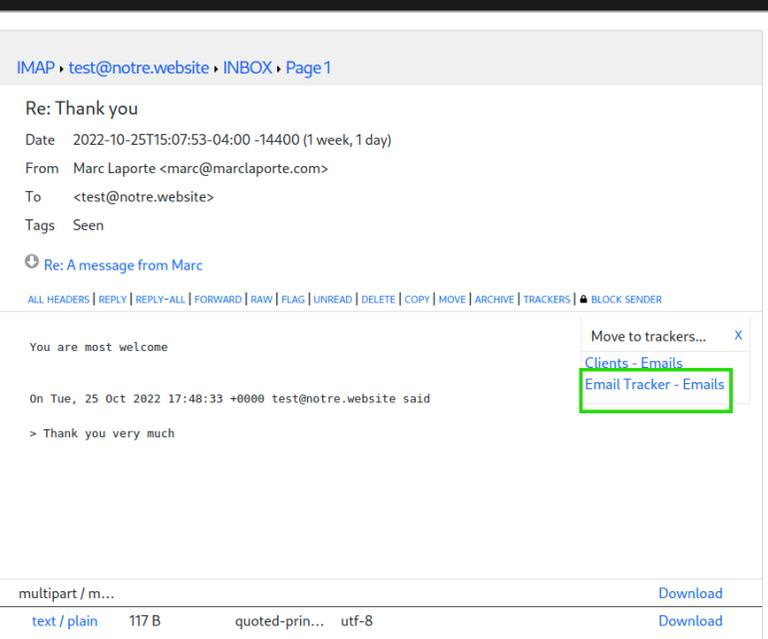 IMAP › test@notre.website › INBOX › Page 1
Re: Thank you
Date 2022-10-25T15:07:53-04:00 -14400 (1 week, 1 day)
From Marc Laporte <marc@marclaporte.com>
To <test@notre.website>
Tags Seen
Re: A message from Marc
ALL HEADERS | REPLY | REPLY-ALL | FORWARD | RAW | FLAG | UNREAD | DELETE | COPY | MOVE | ARCHIVE | TRACKERS | BLOCK SENDER
Move to trackers... X
You are most welcome
Clients - Emails
Email Tracker - Emails
On Tue, 25 Oct 2022 17:48:33 +0000 test@notre.website said
> Thank you very much
multipart / m... Download
text / plain 117 B quoted-prin... utf-8 Download